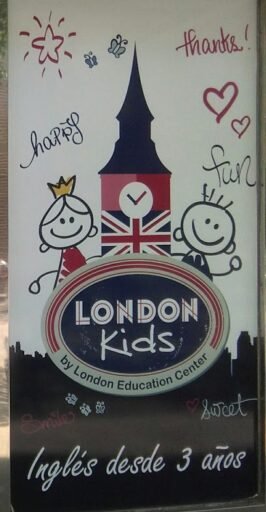 thanks!
happy
fun
LONDON
Kids
by London Education Center
Smile
Sweet
Inglés desde 3 años